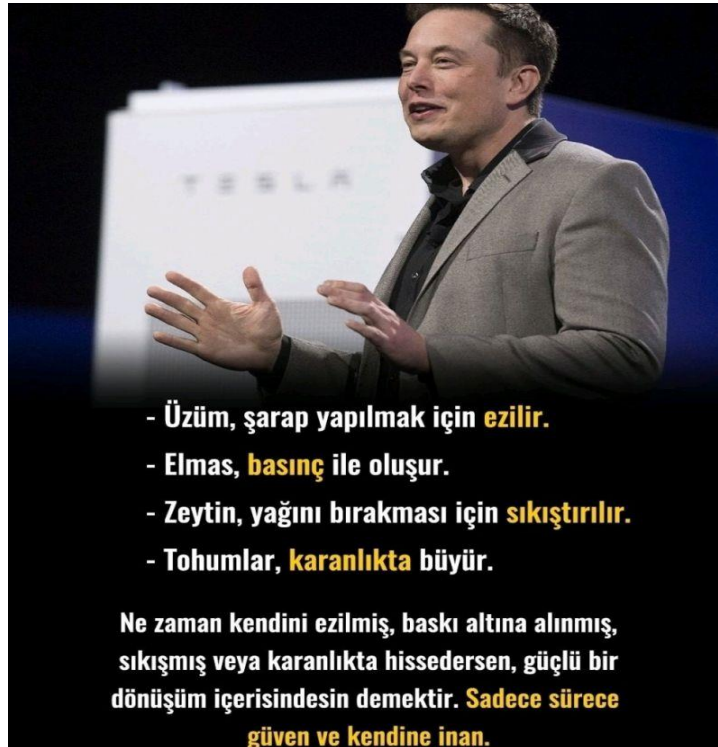 TESLA
- Üzüm, şarap yapılmak için ezilir.
- Elmas, basınç ile oluşur.
- Zeytin, yağını bırakması için sıkıştırılır.
- Tohumlar, karanlıkta büyür.
Ne zaman kendini ezilmiş, baskı altına alınmış,
sıkışmış veya karanlıkta hissedersen, güçlü bir
dönüşüm içerisindesin demektir. Sadece sürece
güven ve kendine inan.